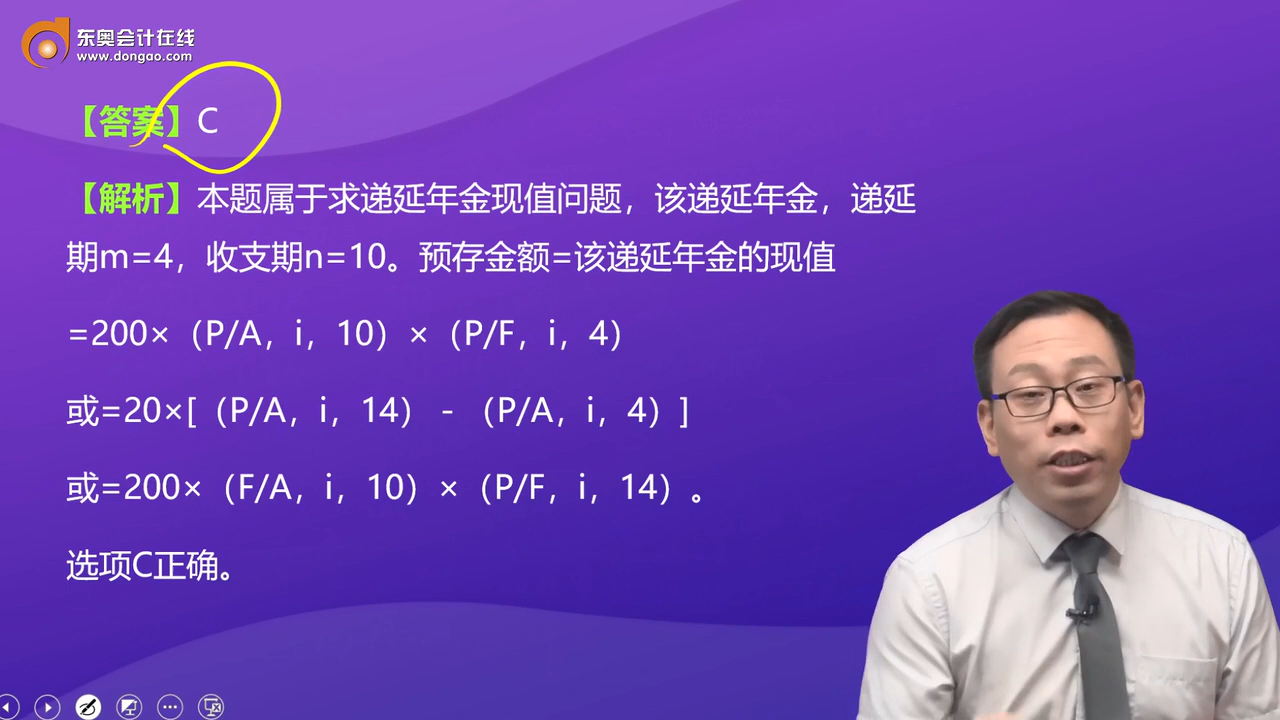 东奥会计在线
www.dongao.com
【答案】C
【解析】本题属于求递延年金现值问题，该递延年金，递延
期m=4，收支期n=10。预存金额=该递延年金的现值
=200×（P/A，i，10）×（P/F，i，4）
或=20×[（P/A，i，14） - （P/A，i，4）]
或=200×（F/A，i，10）×（P/F，i，14）。
选项C正确。